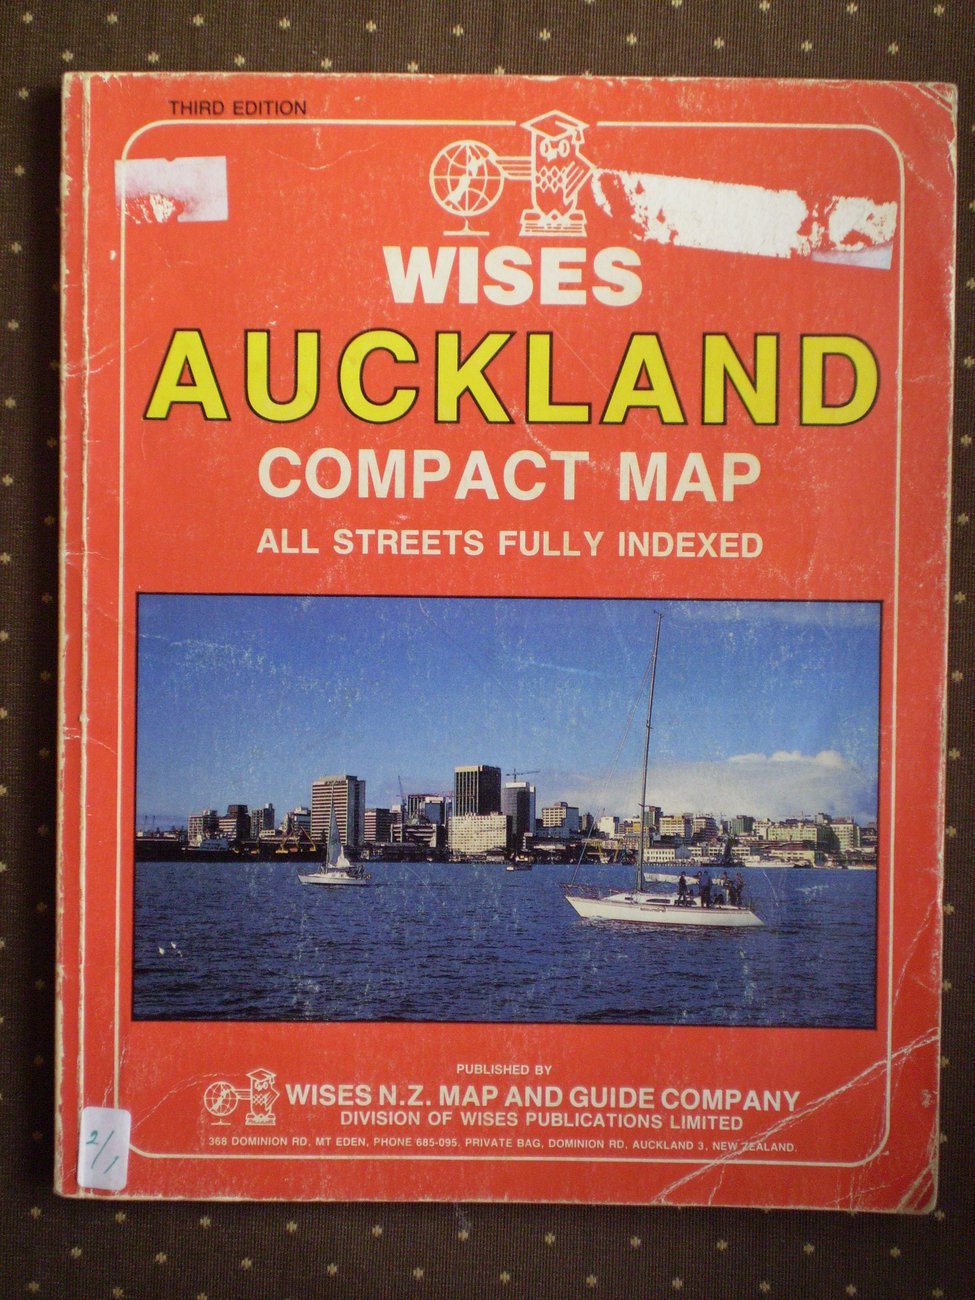 THIRD EDITION
WISES
AUCKLAND
COMPACT MAP
ALL STREETS FULLY INDEXED
PUBLISHED BY
WISES N.Z. MAP AND GUIDE COMPANY
DIVISION OF WISES PUBLICATIONS LIMITED
368 DOMINION RD, MT EDEN, PHONE 685-095. PRIVATE BAG, DOMINION RD, AUCKLAND 3, NEW ZEALAND.
2/1